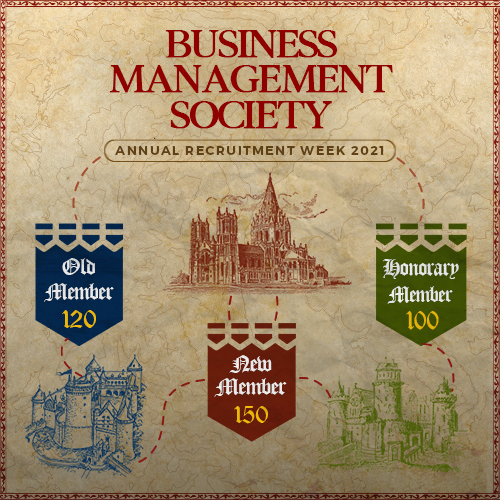 BUSINESS
MANAGEMENT
SOCIETY
ANNUAL RECRUITMENT WEEK 2021
Old
Member
120
Honorary
Member
100
New
Member
150